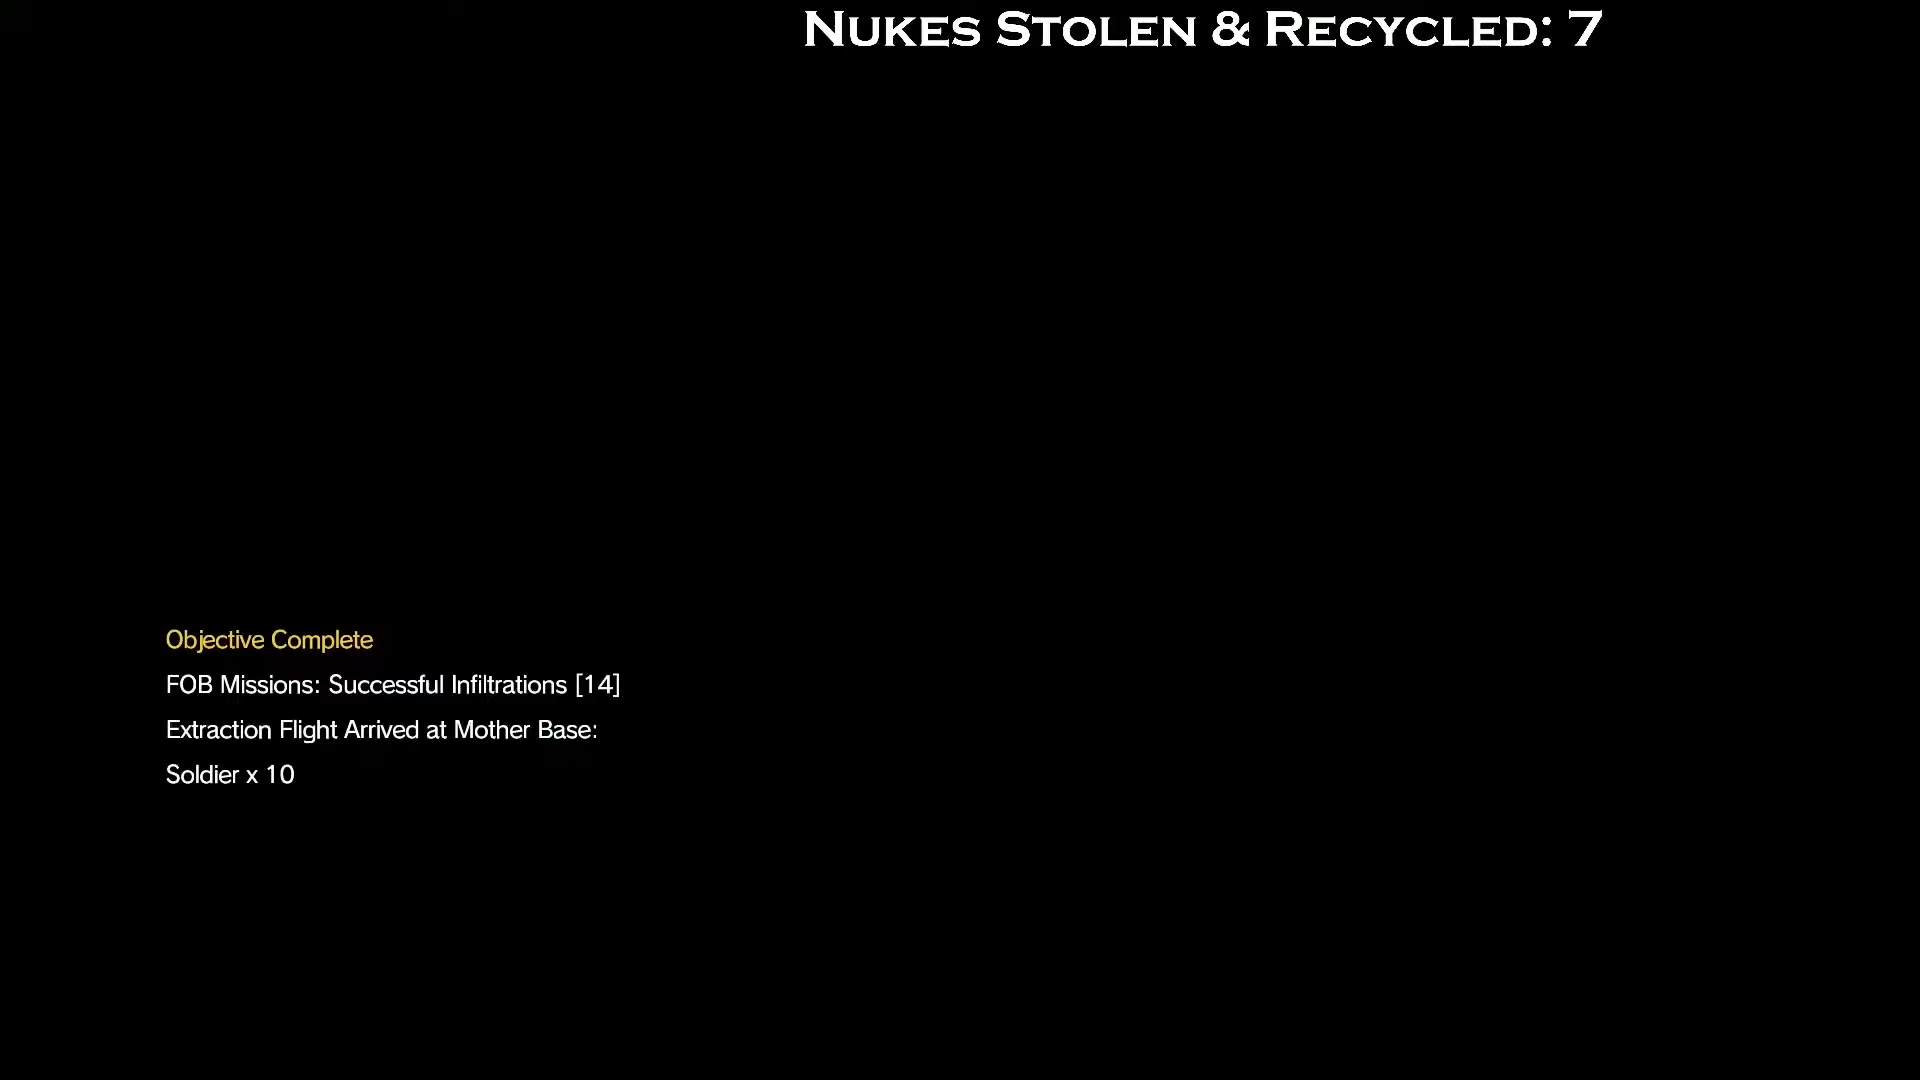 Nukes Stolen & Recycled: 7
Objective Complete
FOB Missions: Successful Infiltrations [14]
Extraction Flight Arrived at Mother Base:
Soldier x 10